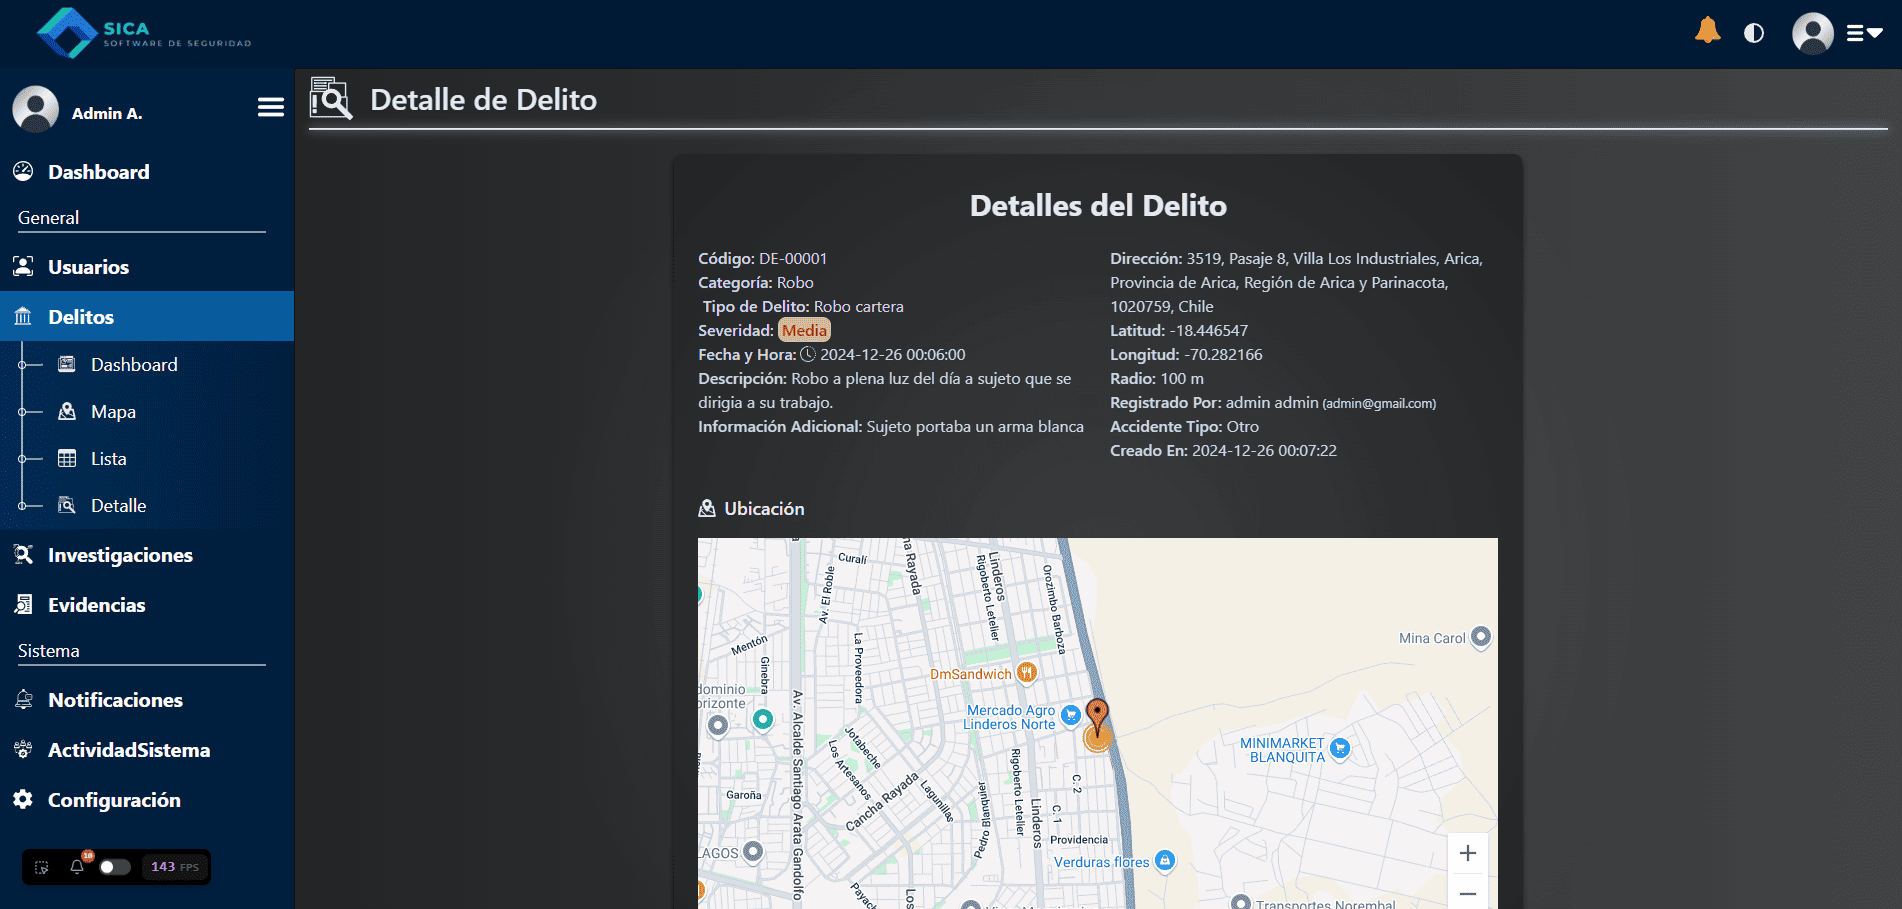 SICA
SOFTWARE DE SEGURIDAD
Admin A.
Dashboard
General
Usuarios
Delitos
Dashboard
Mapa
Lista
Detalle
Investigaciones
Evidencias
Sistema
Notificaciones
ActividadSistema
Configuración
18
143 FPS
Detalle de Delito
Detalles del Delito
Código: DE-00001
Categoría: Robo
Tipo de Delito: Robo cartera
Severidad: Media
Fecha y Hora: 2024-12-26 00:06:00
Descripción: Robo a plena luz del día a sujeto que se
dirigia a su trabajo.
Información Adicional: Sujeto portaba un arma blanca
Dirección: 3519, Pasaje 8, Villa Los Industriales, Arica,
Provincia de Arica, Región de Arica y Parinacota,
1020759, Chile
Latitud: -18.446547
Longitud: -70.282166
Radio: 100 m
Registrado Por: admin admin (admin@gmail.com)
Accidente Tipo: Otro
Creado En: 2024-12-26 00:07:22
Ubicación
Curalí
Av. El Roble
Rayada
Linderos
Rigoberto Letelier
Orozimbo Barboza
Mentón
Ginebra
La Proveedora
DmSandwich
Mina Carol
Mercado Agro
Linderos Norte
Av. Alcalde Santiago Arata Gandolfo
Jotabeche
Los Artesanos
Cancha Rayada
Lagunillas
Pedro Blanquier
Rigoberto Letelier
Linderos
C. 2
C. 1
MINIMARKET
BLANQUITA
Garoña
Providencia
Verduras flores
Los
Transportes Norembal
+
−